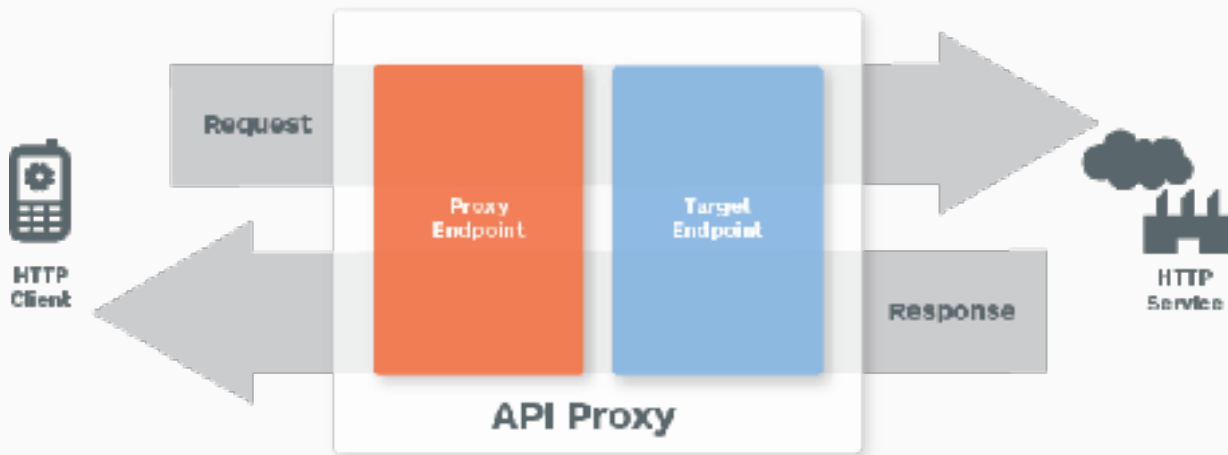 Request
HTTP
Client
Proxy
Endpoint
Target
Endpoint
HTTP
Service
Response
API Proxy